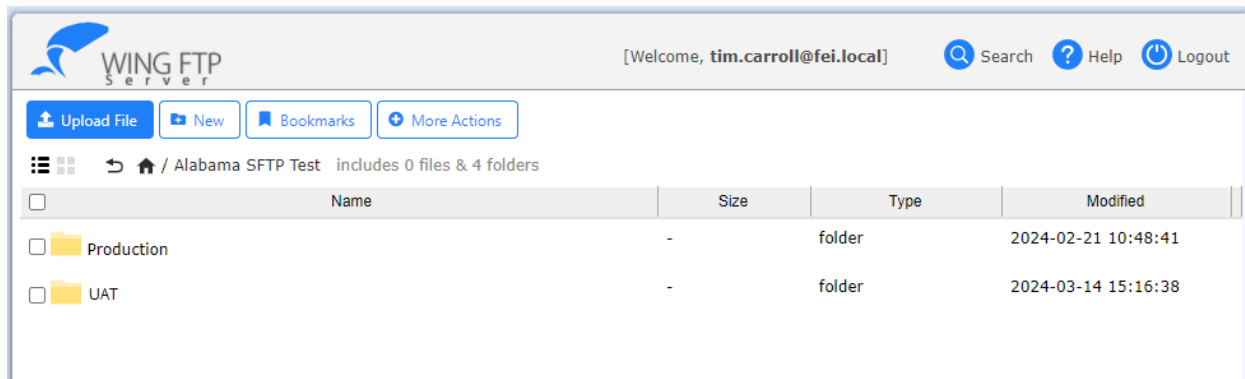 WING FTP
Server
[Welcome, tim.carroll@fei.local] Search ? Help Logout
Upload File New Bookmarks More Actions
/ Alabama SFTP Test includes 0 files & 4 folders
Name Size Type Modified
Production - folder 2024-02-21 10:48:41
UAT - folder 2024-03-14 15:16:38